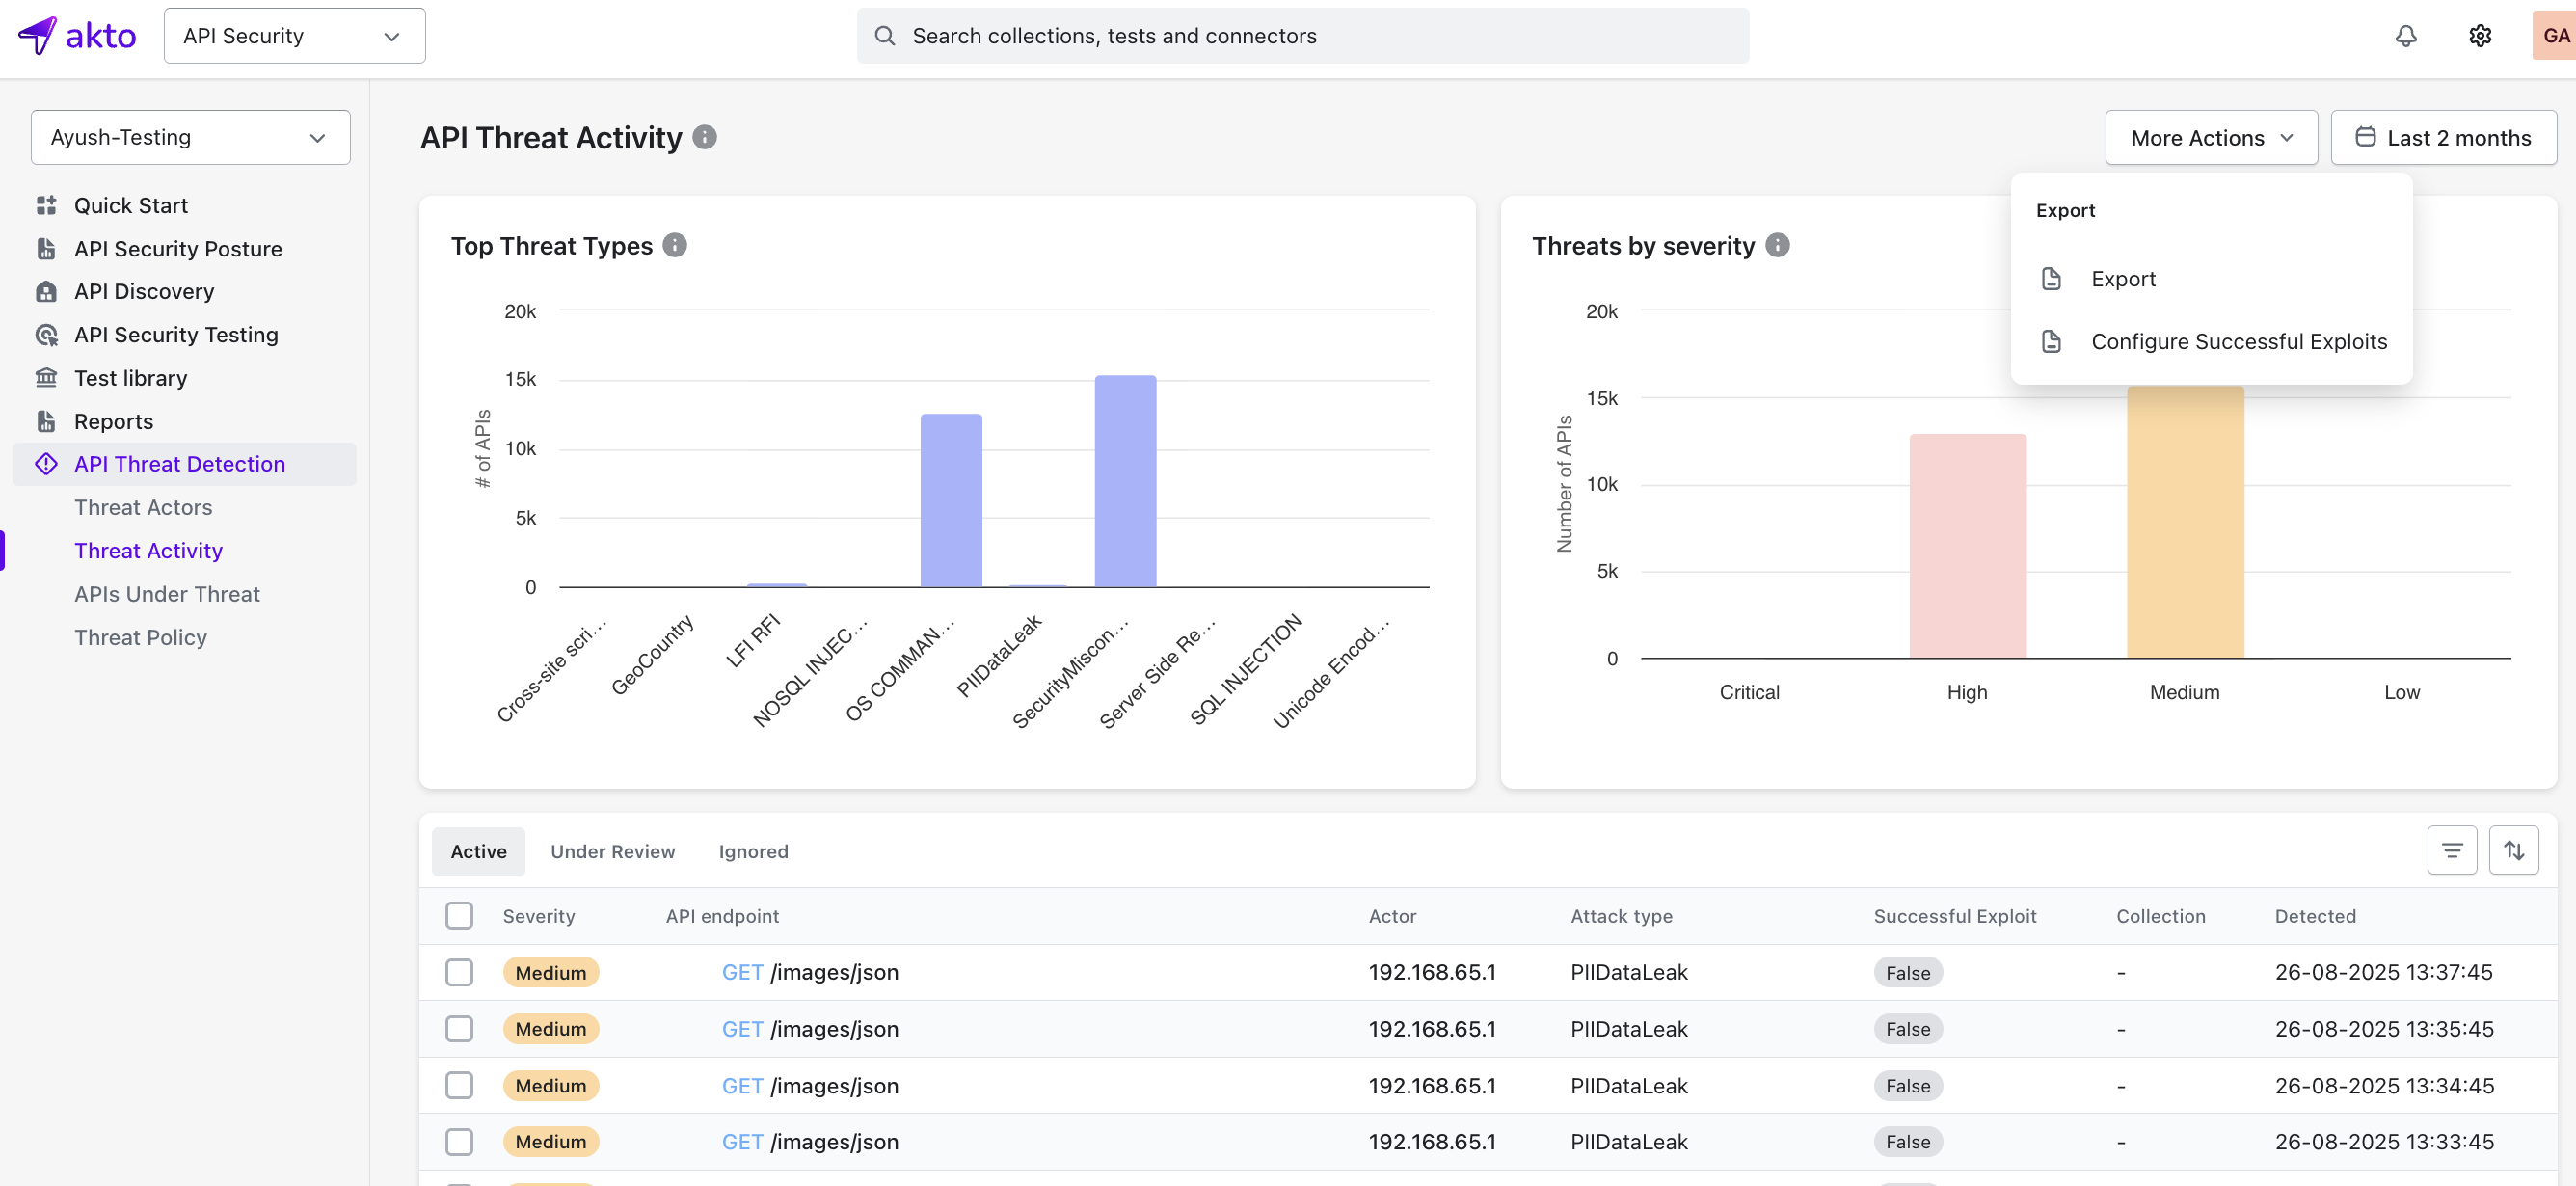 akto
API Security
Search collections, tests and connectors
GA
Ayush-Testing
Quick Start
API Security Posture
API Discovery
API Security Testing
Test library
Reports
API Threat Detection
Threat Actors
Threat Activity
APIs Under Threat
Threat Policy
API Threat Activity
More Actions
Last 2 months
Export
Export
Configure Successful Exploits
Top Threat Types
# of APIs
20k
15k
10k
5k
0
Cross-site scri...
GeoCountry
LFI RFI
NOSQL INJEC...
OS COMMAN...
PIIDataLeak
SecurityMiscon...
Server Side Re...
SQL INJECTION
Unicode Encod...
Threats by severity
Number of APIs
20k
15k
10k
5k
0
Critical
High
Medium
Low
Active
Under Review
Ignored
Severity API endpoint Actor Attack type Successful Exploit Collection Detected
Medium GET /images/json 192.168.65.1 PIIDataLeak False - 26-08-2025 13:37:45
Medium GET /images/json 192.168.65.1 PIIDataLeak False - 26-08-2025 13:35:45
Medium GET /images/json 192.168.65.1 PIIDataLeak False - 26-08-2025 13:34:45
Medium GET /images/json 192.168.65.1 PIIDataLeak False - 26-08-2025 13:33:45